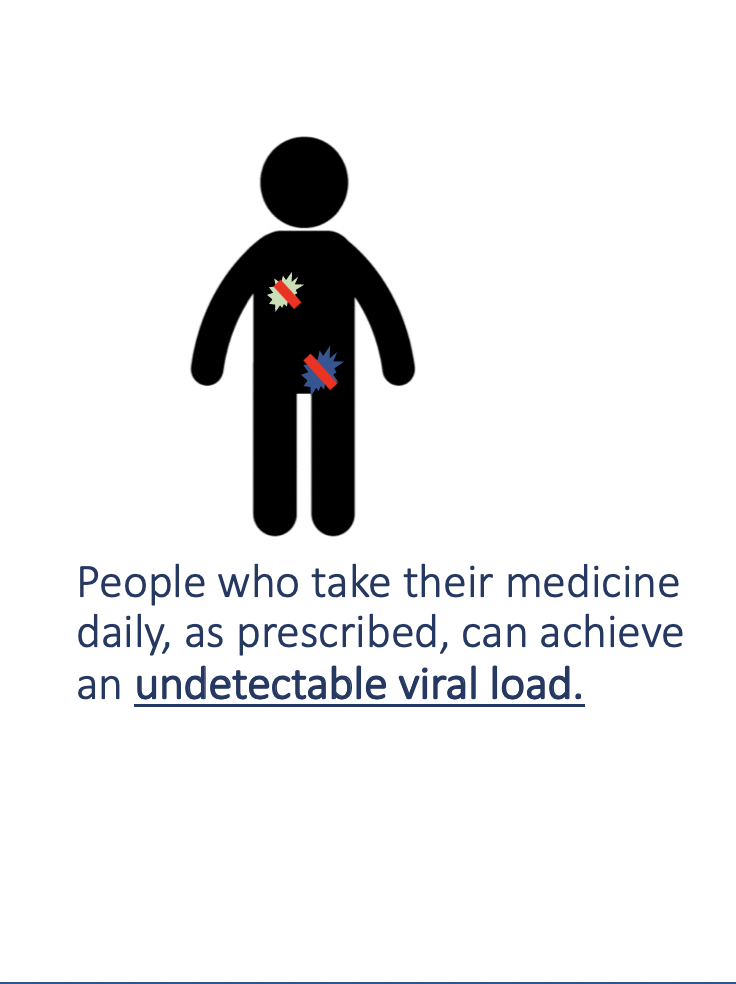 People who take their medicine
daily, as prescribed, can achieve
an undetectable viral load.